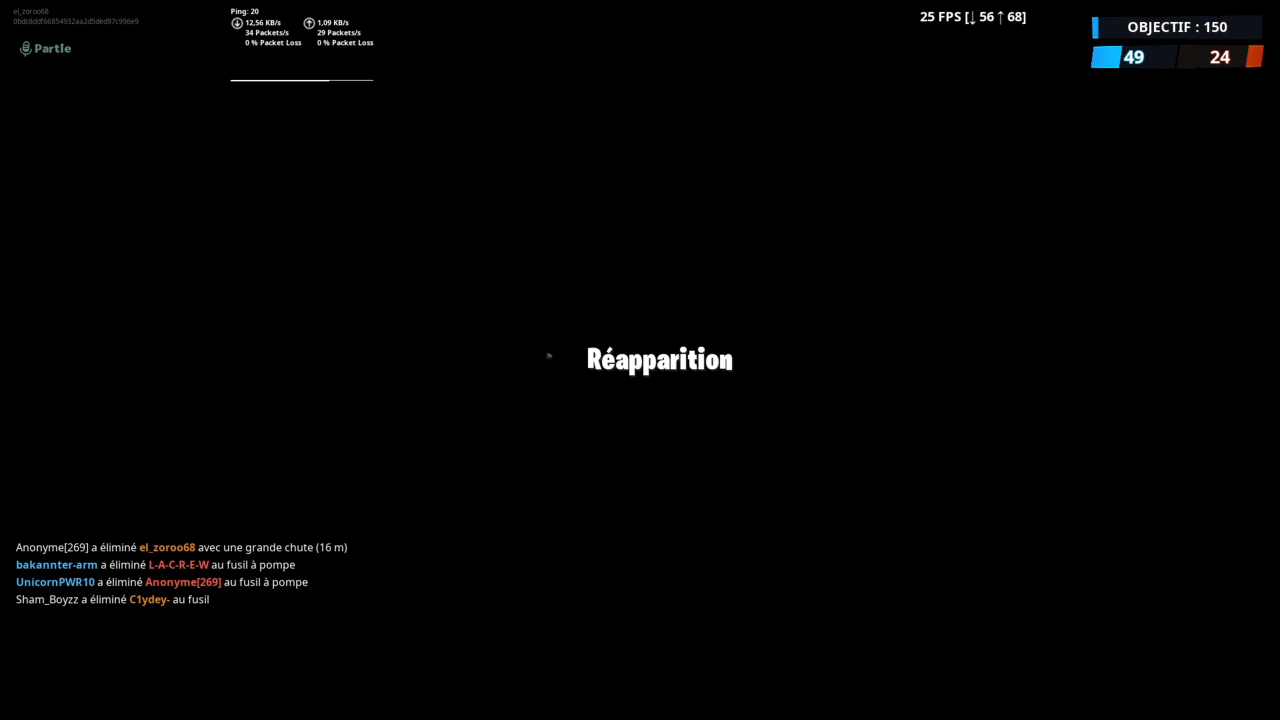 el_zoroo68
0bdc8ddf66854932aa2d5ded97c996e9
Partie
Ping: 20
12,56 KB/s
1,09 KB/s
34 Packets/s
29 Packets/s
0 % Packet Loss
0 % Packet Loss
25 FPS [↓ 56 ↑ 68]
OBJECTIF : 150
49
24
Réapparition
Anonyme[269] a éliminé el_zoroo68 avec une grande chute (16 m)
bakannter-arm a éliminé L-A-C-R-E-W au fusil à pompe
UnicornPWR10 a éliminé Anonyme[269] au fusil à pompe
Sham_Boyzz a éliminé C1ydey- au fusil